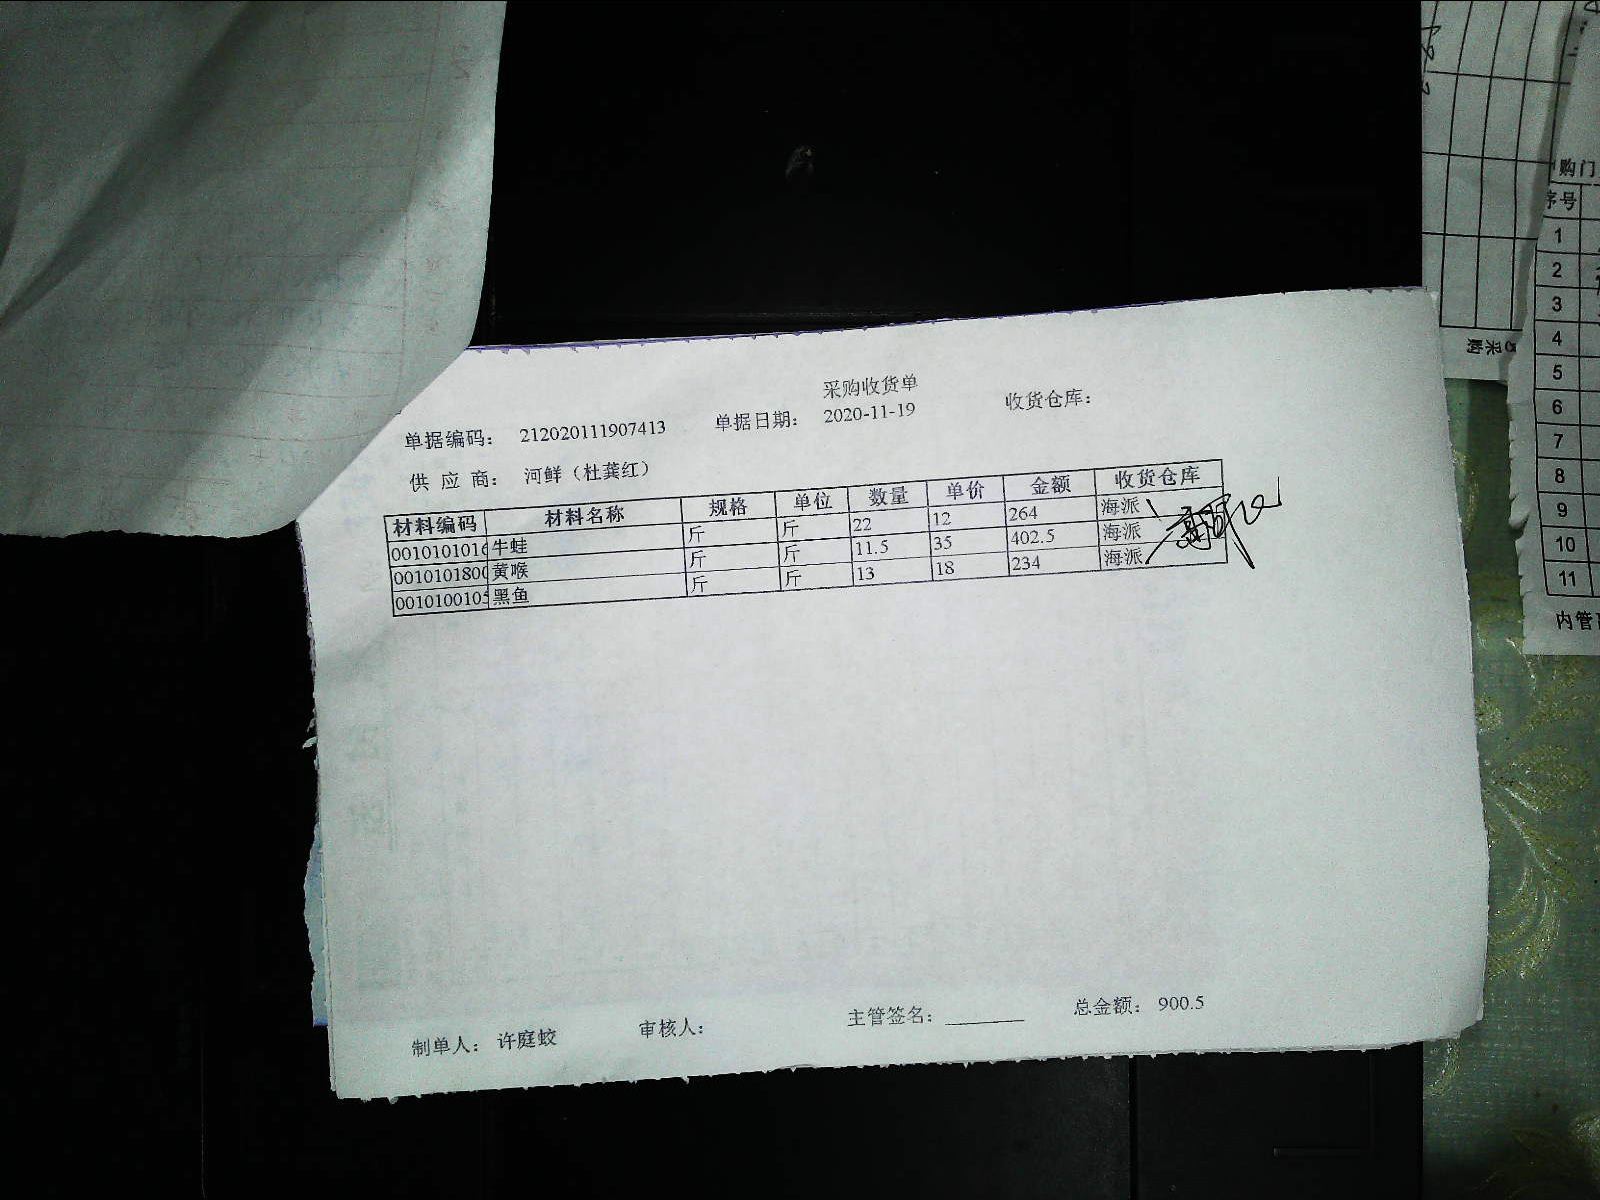 采购收货单
单据编码： 212020111907413 单据日期： 2020-11-19 收货仓库：
供 应 商： 河鲜（杜龚红）
材料编码 材料名称 规格 单位 数量 单价 金额 收货仓库
001010101 牛蛙 斤 斤 22 12 264 海派
001010180 黄喉 斤 斤 11.5 35 402.5 海派
001010010 黑鱼 斤 斤 13 18 234 海派
制单人： 许庭蛟 审核人： 主管签名： 总金额： 900.5
购门
序号
1
2
3
4
5
6
7
8
9
10
11
内管
采购